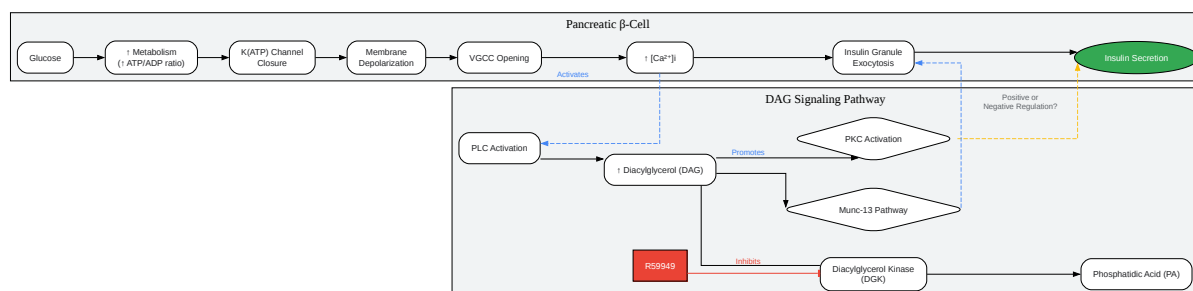 Pancreatic β-Cell
Glucose
↑ Metabolism
(↑ ATP/ADP ratio)
K(ATP) Channel
Closure
Membrane
Depolarization
VGCC Opening
↑ [Ca²⁺]i
Insulin Granule
Exocytosis
Insulin Secretion
Activates
DAG Signaling Pathway
Positive or
Negative Regulation?
PLC Activation
PKC Activation
Promotes
↑ Diacylglycerol (DAG)
Munc-13 Pathway
R59949
Inhibits
Diacylglycerol Kinase
(DGK)
Phosphatidic Acid (PA)